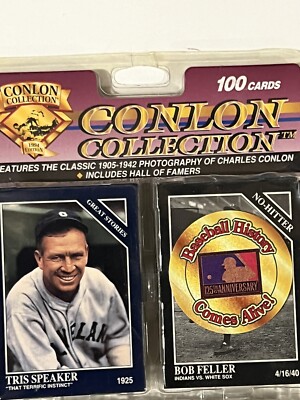 CONLON
COLLECTION
1994
EDITION
100 CARDS
CONLON
COLLECTION™
FEATURES THE CLASSIC 1905-1942 PHOTOGRAPHY OF CHARLES CONLON
• INCLUDES HALL OF FAMERS
GREAT STORIES
CLEVELAND
TRIS SPEAKER
"THAT TERRIFIC INSTINCT"
1925
NO-HITTER
Baseball History
125th ANNIVERSARY
Comes Alive!
BOB FELLER
INDIANS VS. WHITE SOX
4/16/40